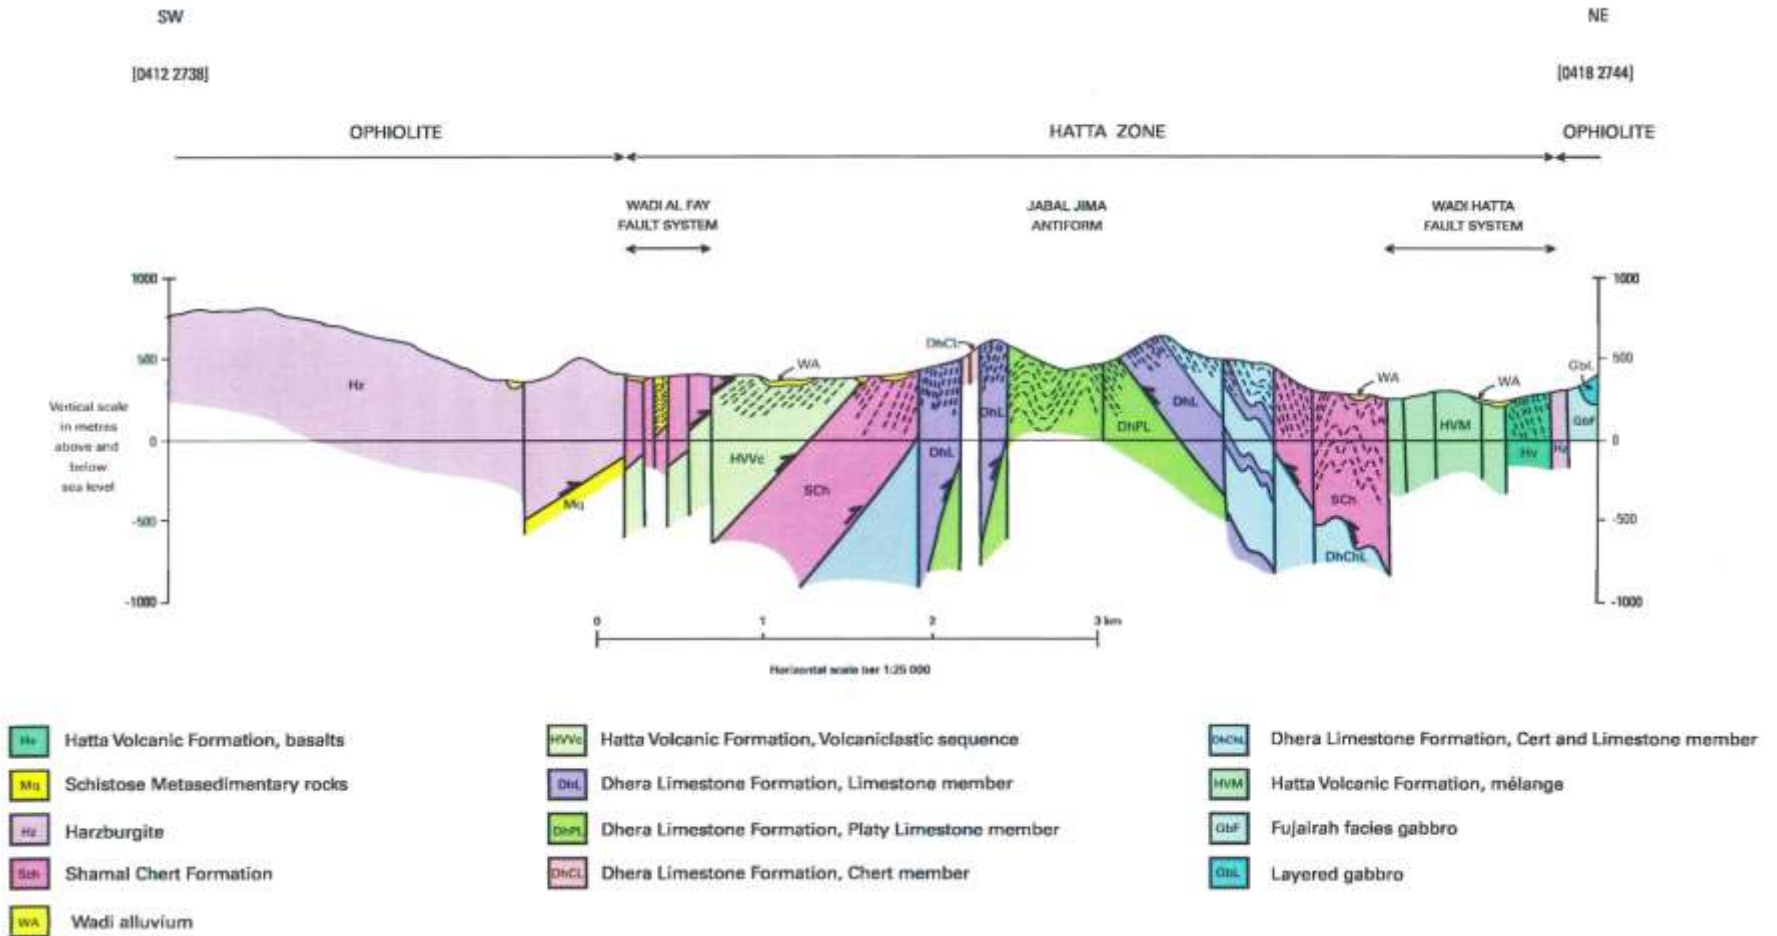 SW
NE
[0412 2738]
[0418 2744]
OPHIOLITE
HATTA ZONE
OPHIOLITE
WADI AL FAY
FAULT SYSTEM
JABAL JIMA
ANTIFORM
WADI HATTA
FAULT SYSTEM
1000
1000
DhCL
WA
500
500
GbL
Hz
WA
WA
Vertical scale
in metres
above and
below
sea level
DhL
DhL
DhPL
HVM
GbF
0
0
HVVc
DhL
Hv
Hz
SCh
SCh
Mq
-500
-500
DhChL
-1000
-1000
0
1
2
3 km
Horizontal scale bar 1:25 000
Hv Hatta Volcanic Formation, basalts
Mq Schistose Metasedimentary rocks
Hz Harzburgite
Sch Shamal Chert Formation
WA Wadi alluvium
HVVc Hatta Volcanic Formation, Volcaniclastic sequence
DhL Dhera Limestone Formation, Limestone member
DhPL Dhera Limestone Formation, Platy Limestone member
DhCL Dhera Limestone Formation, Chert member
DhChL Dhera Limestone Formation, Cert and Limestone member
HVM Hatta Volcanic Formation, mélange
GbF Fujairah facies gabbro
GbL Layered gabbro